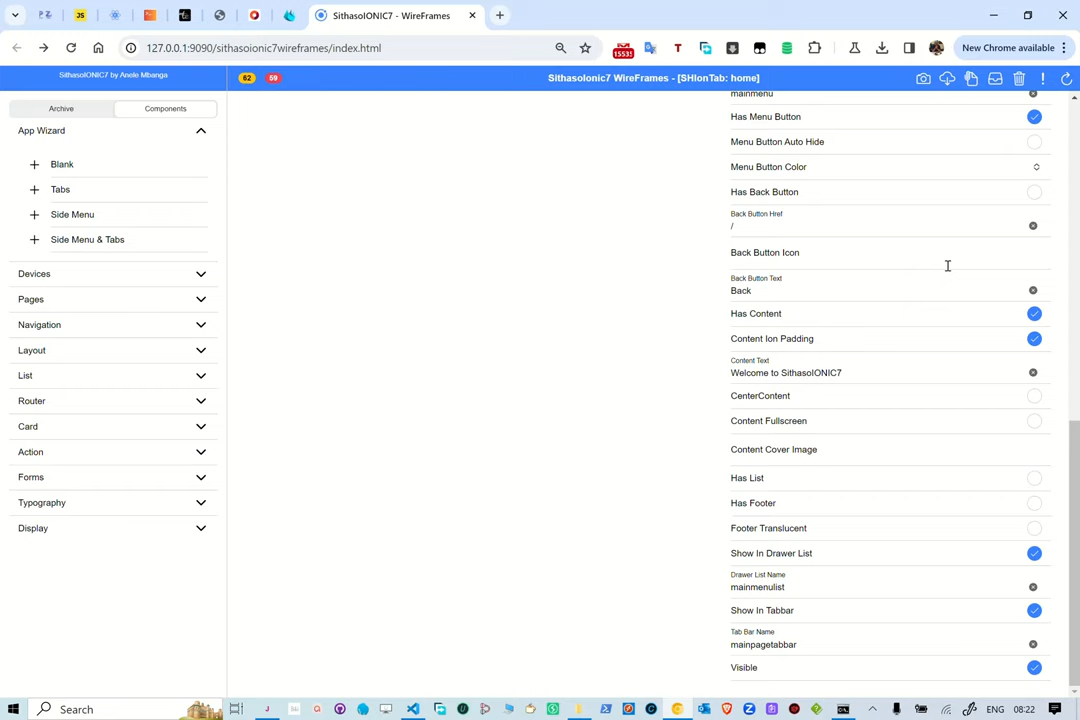 SithasoIONIC7 - WireFrames
127.0.0.1:9090/sithasoionic7wireframes/index.html
15531
New Chrome available
SithasoIONIC7 by Anele Mbanga
62
59
SithasoIonic7 WireFrames - [SHIonTab: home]
Archive
Components
App Wizard
Blank
Tabs
Side Menu
Side Menu & Tabs
Devices
Pages
Navigation
Layout
List
Router
Card
Action
Forms
Typography
Display
mainmenu
Has Menu Button
Menu Button Auto Hide
Menu Button Color
Has Back Button
Back Button Href
/
Back Button Icon
Back Button Text
Back
Has Content
Content Ion Padding
Content Text
Welcome to SithasoIONIC7
CenterContent
Content Fullscreen
Content Cover Image
Has List
Has Footer
Footer Translucent
Show In Drawer List
Drawer List Name
mainmenulist
Show In Tabbar
Tab Bar Name
mainpagetabbar
Visible
Search
ENG
08:22